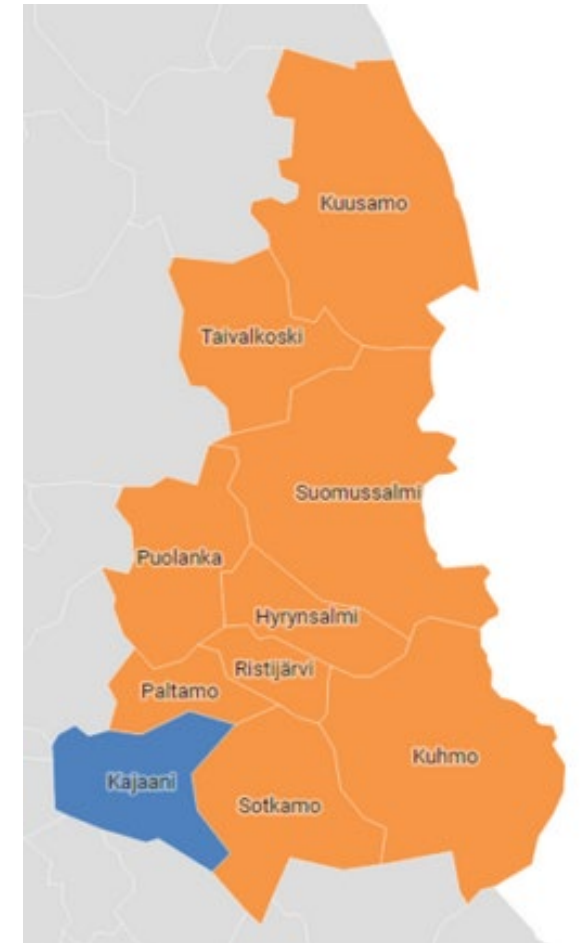 Kuusamo
Taivalkoski
Suomussalmi
Puolanka
Hyrynsalmi
Ristijärvi
Paltamo
Kuhmo
Kajaani
Sotkamo